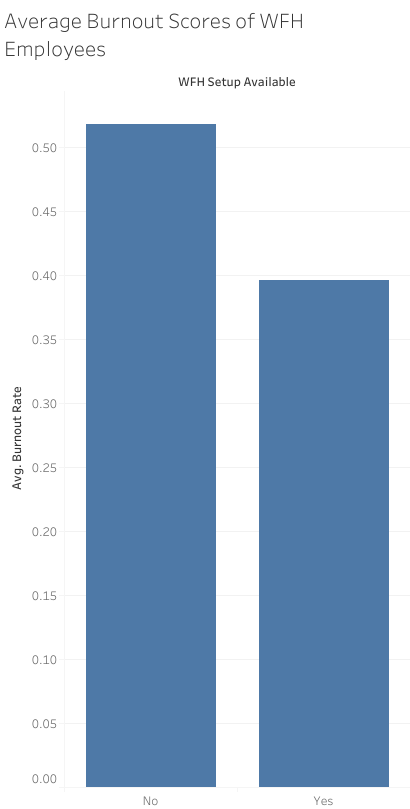 Average Burnout Scores of WFH
Employees
WFH Setup Available
Avg. Burnout Rate
0.50
0.45
0.40
0.35
0.30
0.25
0.20
0.15
0.10
0.05
0.00
No
Yes